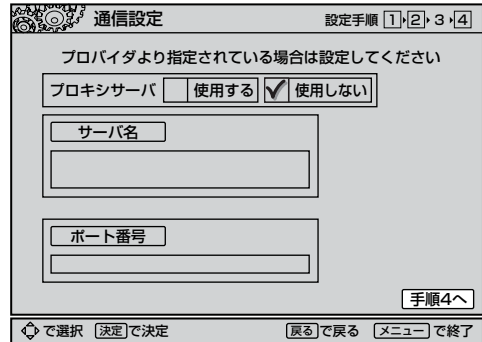 通信設定 設定手順 1 2 3 4
プロバイダより指定されている場合は設定してください
プロキシサーバ 使用する 使用しない
サーバ名
ポート番号
手順4へ
で選択 決定で決定 戻るで戻る メニューで終了